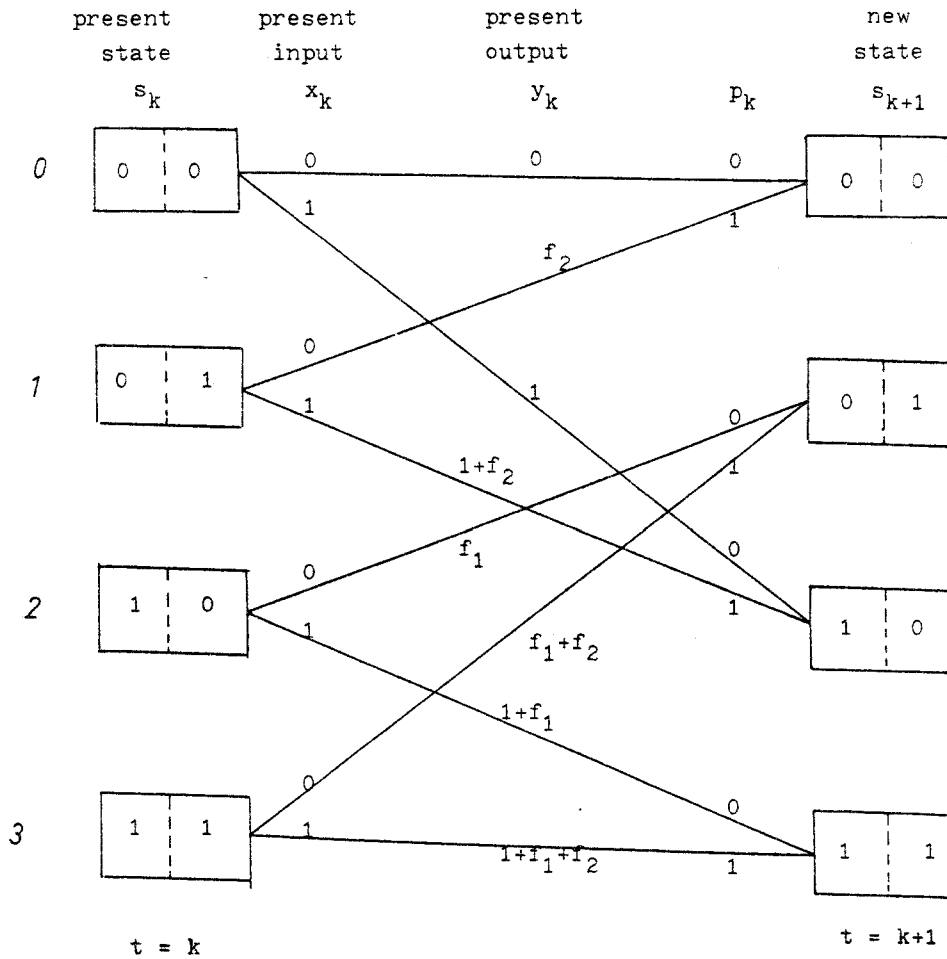 present present present new
state input output state
s_k x_k y_k p_k s_{k+1}
0 0 0 0 0 0 0 0
1 1
f_2
1 0 1 0 0 1
1 1 0
1+f_2 1
f_1
2 1 0 0 0 1 0
1 1
f_1+f_2
1+f_1
0 0
3 1 1 1 1 1
1+f_1+f_2 1
t = k t = k+1